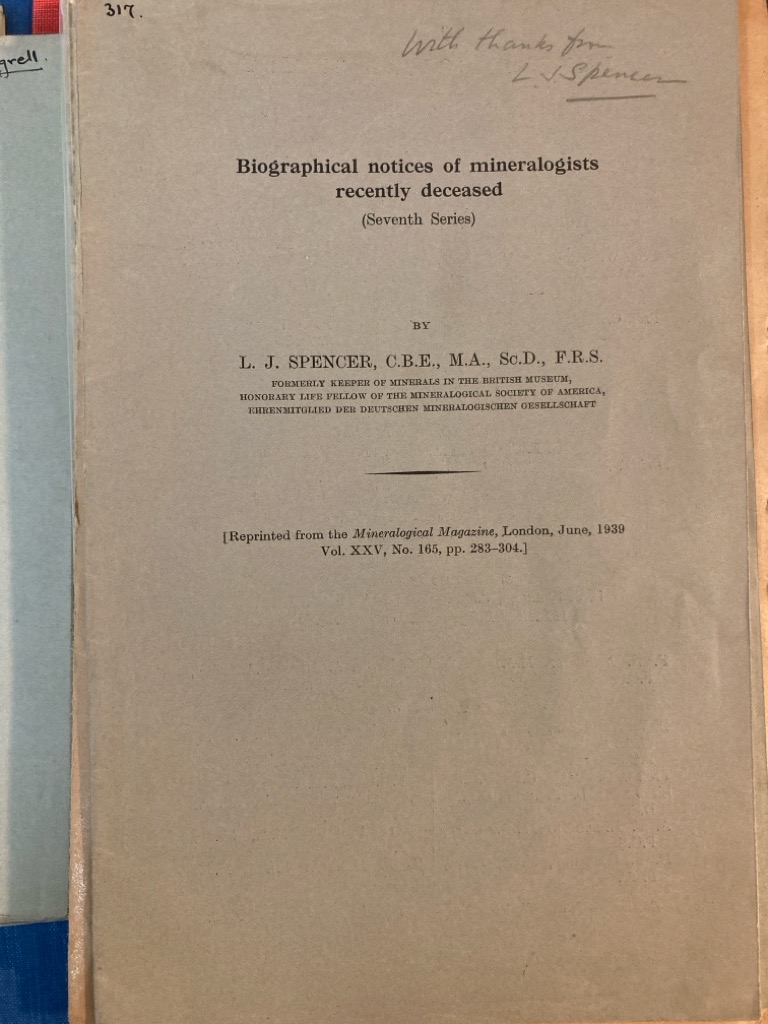 317.
grell.
With thanks from
L J Spencer
Biographical notices of mineralogists
recently deceased
(Seventh Series)
BY
L. J. SPENCER, C.B.E., M.A., Sc.D., F.R.S.
FORMERLY KEEPER OF MINERALS IN THE BRITISH MUSEUM,
HONORARY LIFE FELLOW OF THE MINERALOGICAL SOCIETY OF AMERICA,
EHRENMITGLIED DER DEUTSCHEN MINERALOGISCHEN GESELLSCHAFT
[Reprinted from the Mineralogical Magazine, London, June, 1939
Vol. XXV, No. 165, pp. 283–304.]